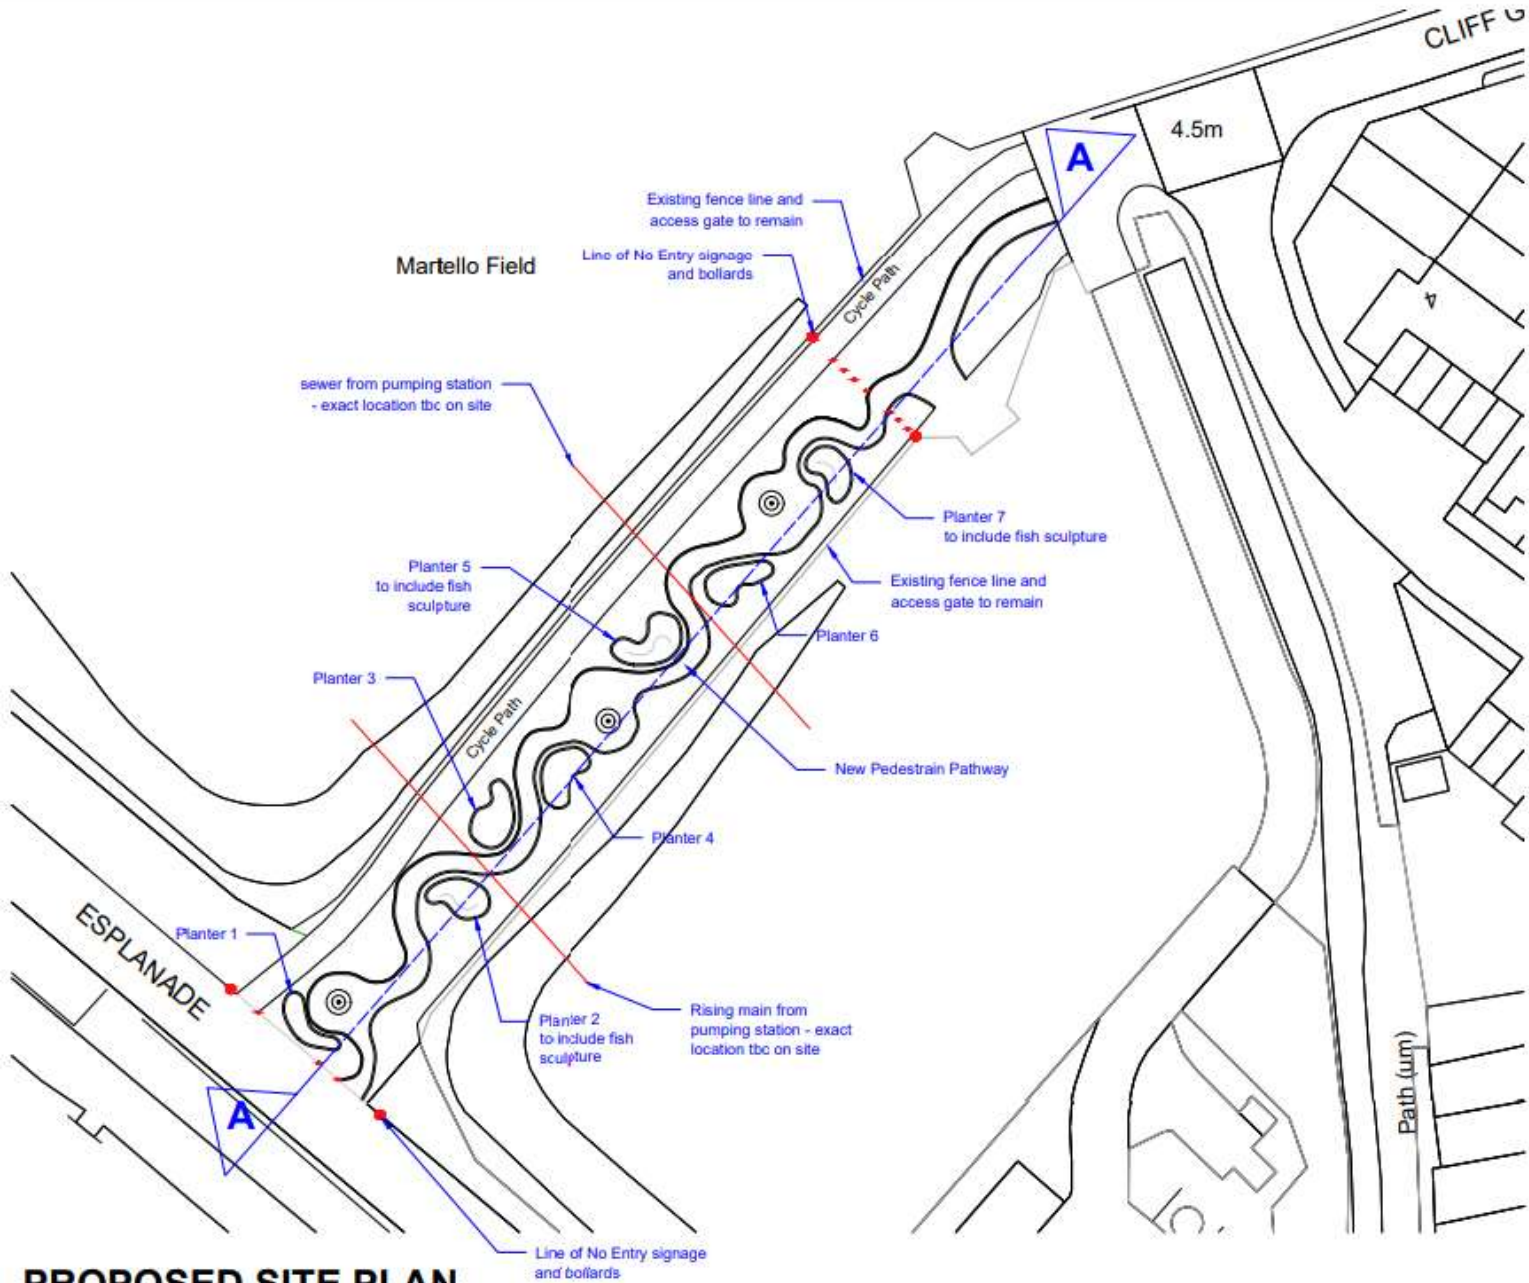 CLIFF G
4.5m
A
Existing fence line and
access gate to remain
Martello Field
Line of No Entry signage
and bollards
Cycle Path
4
sewer from pumping station
- exact location tbc on site
Planter 7
to include fish sculpture
Planter 5
to include fish
sculpture
Existing fence line and
access gate to remain
Planter 6
Planter 3
Cycle Path
New Pedestrain Pathway
Planter 4
ESPLANADE
Planter 1
Planter 2
to include fish
sculpture
Rising main from
pumping station - exact
location tbc on site
Path (um)
A
Line of No Entry signage
and bollards
PROPOSED SITE PLAN